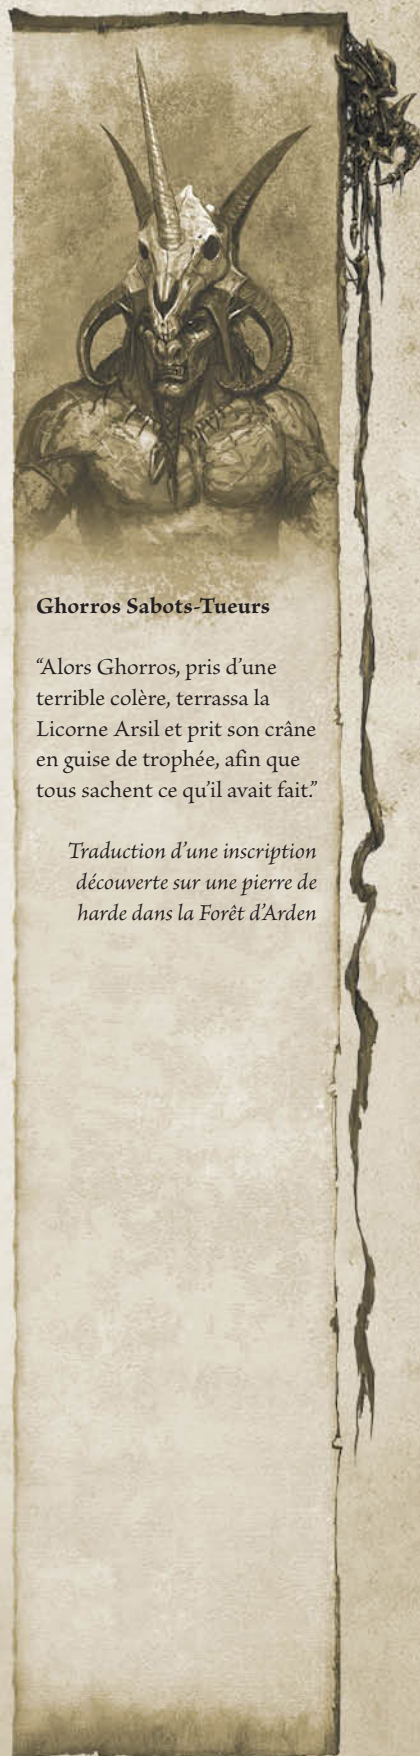 Ghorros Sabots-Tueurs
“Alors Ghorros, pris d’une
terrible colère, terrassa la
Licorne Arsil et prit son crâne
en guise de trophée, afin que
tous sachent ce qu’il avait fait.”
Traduction d’une inscription
découverte sur une pierre de
harde dans la Forêt d’Arden